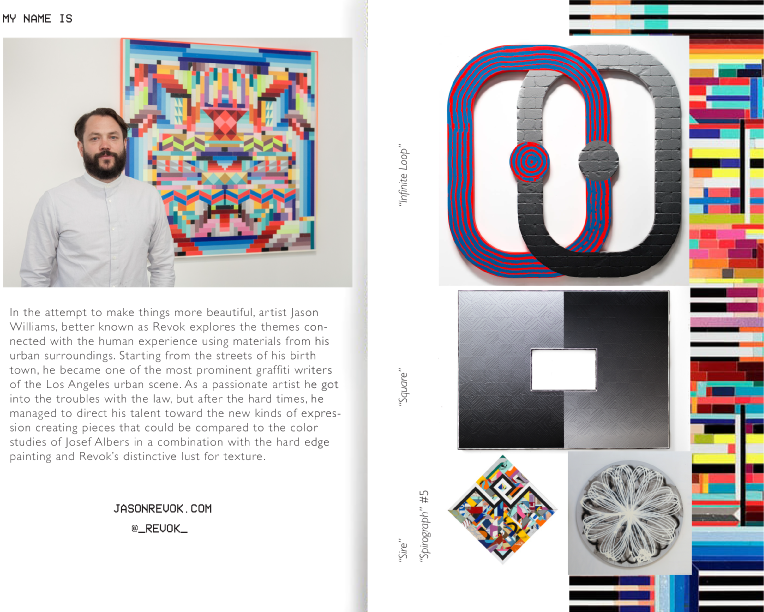 MY NAME IS
In the attempt to make things more beautiful, artist Jason
Williams, better known as Revok explores the themes con-
nected with the human experience using materials from his
urban surroundings. Starting from the streets of his birth
town, he became one of the most prominent graffiti writers
of the Los Angeles urban scene. As a passionate artist he got
into the troubles with the law, but after the hard times, he
managed to direct his talent toward the new kinds of expres-
sion creating pieces that could be compared to the color
studies of Josef Albers in a combination with the hard edge
painting and Revok's distinctive lust for texture.
JASONREVOK.COM
@_REVOK_
"Infinite Loop"
"Square"
"Sire"
"Spirograph" #5